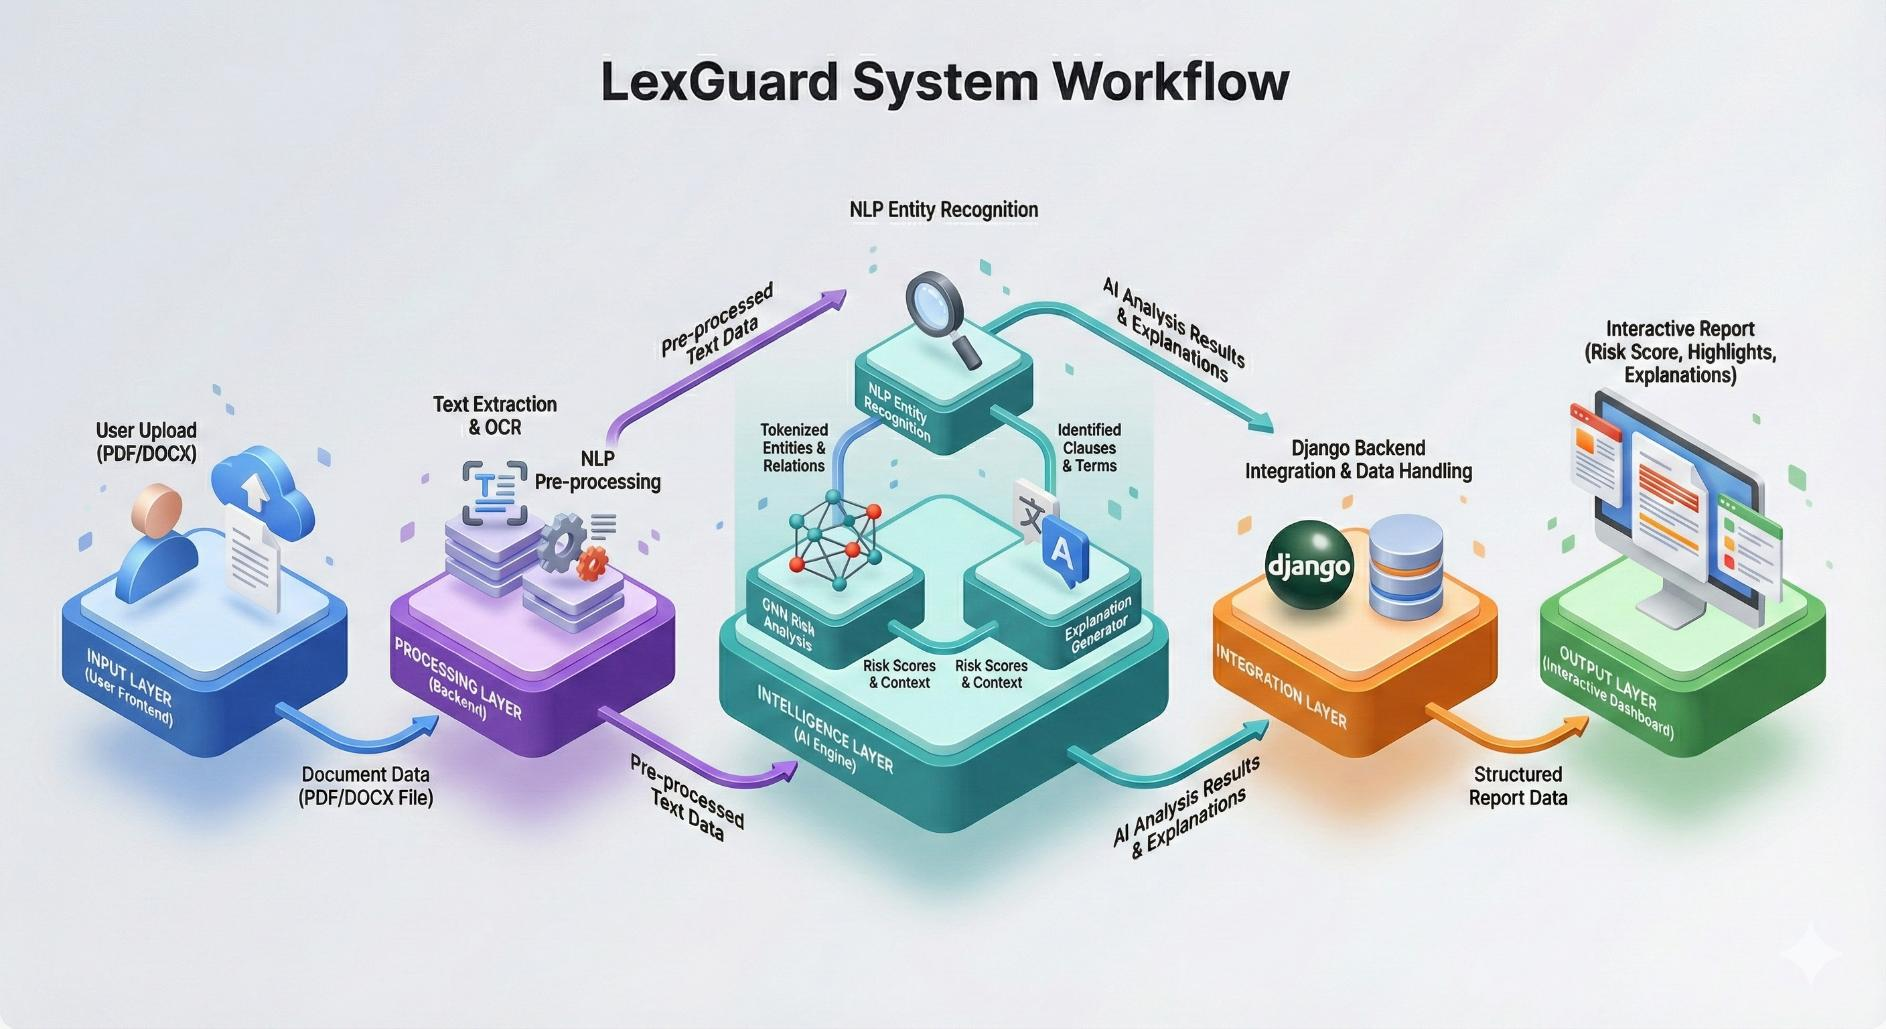 LexGuard System Workflow
NLP Entity Recognition
Pre-processed
Text Data
AI Analysis Results
& Explanations
Interactive Report
(Risk Score, Highlights,
Explanations)
User Upload
(PDF/DOCX)
Text Extraction
& OCR
NLP
Pre-processing
T
NLP Entity
Recognition
Tokenized
Entities &
Relations
Identified
Clauses
& Terms
Django Backend
Integration & Data Handling
文
A
django
GNN Risk
Analysis
Explanation
Generator
Risk Scores
& Context
Risk Scores
& Context
INPUT LAYER
(User Frontend)
PROCESSING LAYER
(Backend)
INTELLIGENCE LAYER
(AI Engine)
INTEGRATION LAYER
OUTPUT LAYER
(Interactive Dashboard)
Document Data
(PDF/DOCX File)
Pre-processed
Text Data
AI Analysis Results
& Explanations
Structured
Report Data